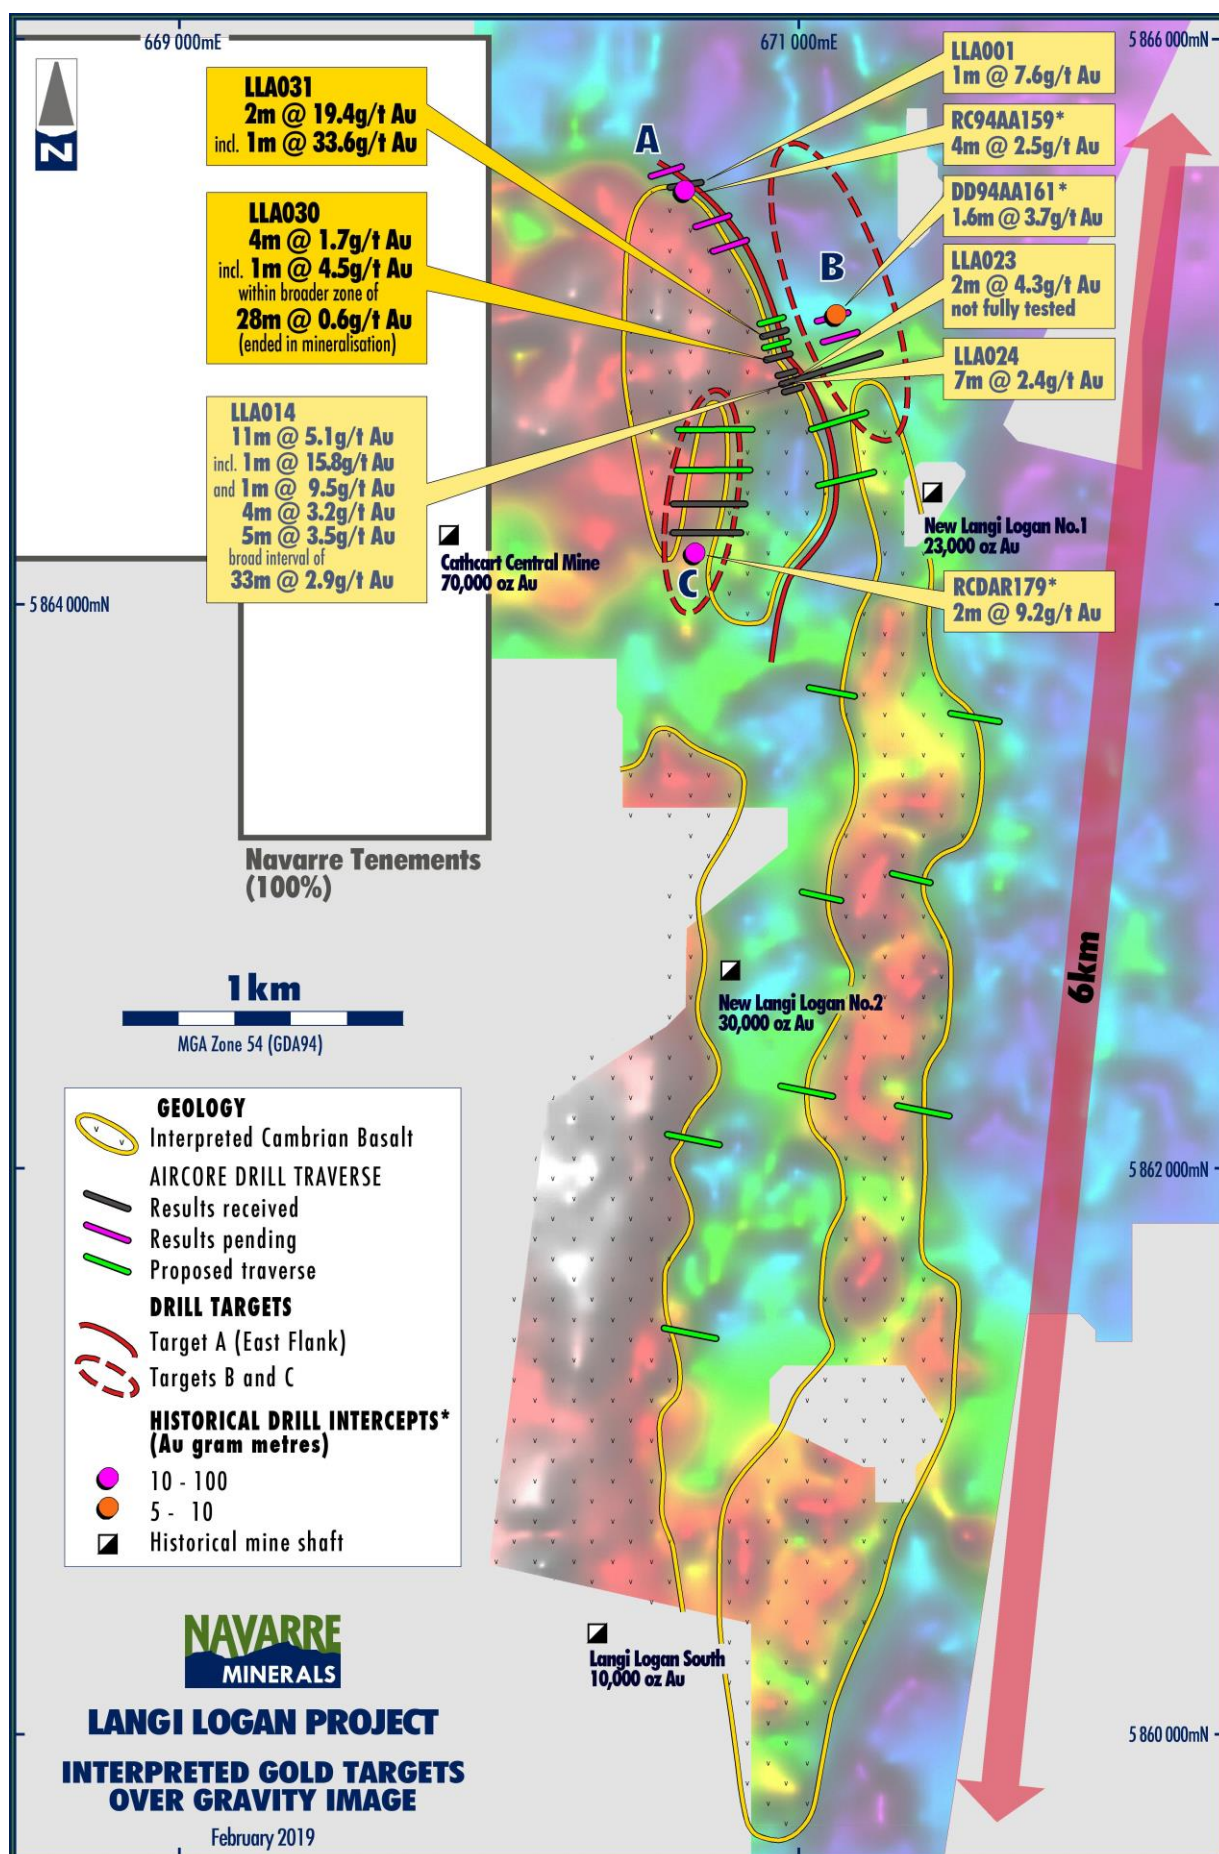 669 000mE
671 000mE
5 866 000mN
N
LLA031
2m @ 19.4g/t Au
incl. 1m @ 33.6g/t Au
LLA030
4m @ 1.7g/t Au
incl. 1m @ 4.5g/t Au
within broader zone of
28m @ 0.6g/t Au
(ended in mineralisation)
LLA014
11m @ 5.1g/t Au
incl. 1m @ 15.8g/t Au
and 1m @ 9.5g/t Au
4m @ 3.2g/t Au
5m @ 3.5g/t Au
broad interval of
33m @ 2.9g/t Au
A
B
C
LLA001
1m @ 7.6g/t Au
RC94AA159*
4m @ 2.5g/t Au
DD94AA161*
1.6m @ 3.7g/t Au
LLA023
2m @ 4.3g/t Au
not fully tested
LLA024
7m @ 2.4g/t Au
New Langi Logan No.1
23,000 oz Au
Cathcart Central Mine
70,000 oz Au
RCDAR179*
2m @ 9.2g/t Au
5 864 000mN
Navarre Tenements
(100%)
6km
1km
MGA Zone 54 (GDA94)
New Langi Logan No.2
30,000 oz Au
5 862 000mN
GEOLOGY
Interpreted Cambrian Basalt
AIRCORE DRILL TRAVERSE
Results received
Results pending
Proposed traverse
DRILL TARGETS
Target A (East Flank)
Targets B and C
HISTORICAL DRILL INTERCEPTS*
(Au gram metres)
10 - 100
5 - 10
Historical mine shaft
Langi Logan South
10,000 oz Au
5 860 000mN
NAVARRE
MINERALS
LANGI LOGAN PROJECT
INTERPRETED GOLD TARGETS
OVER GRAVITY IMAGE
February 2019